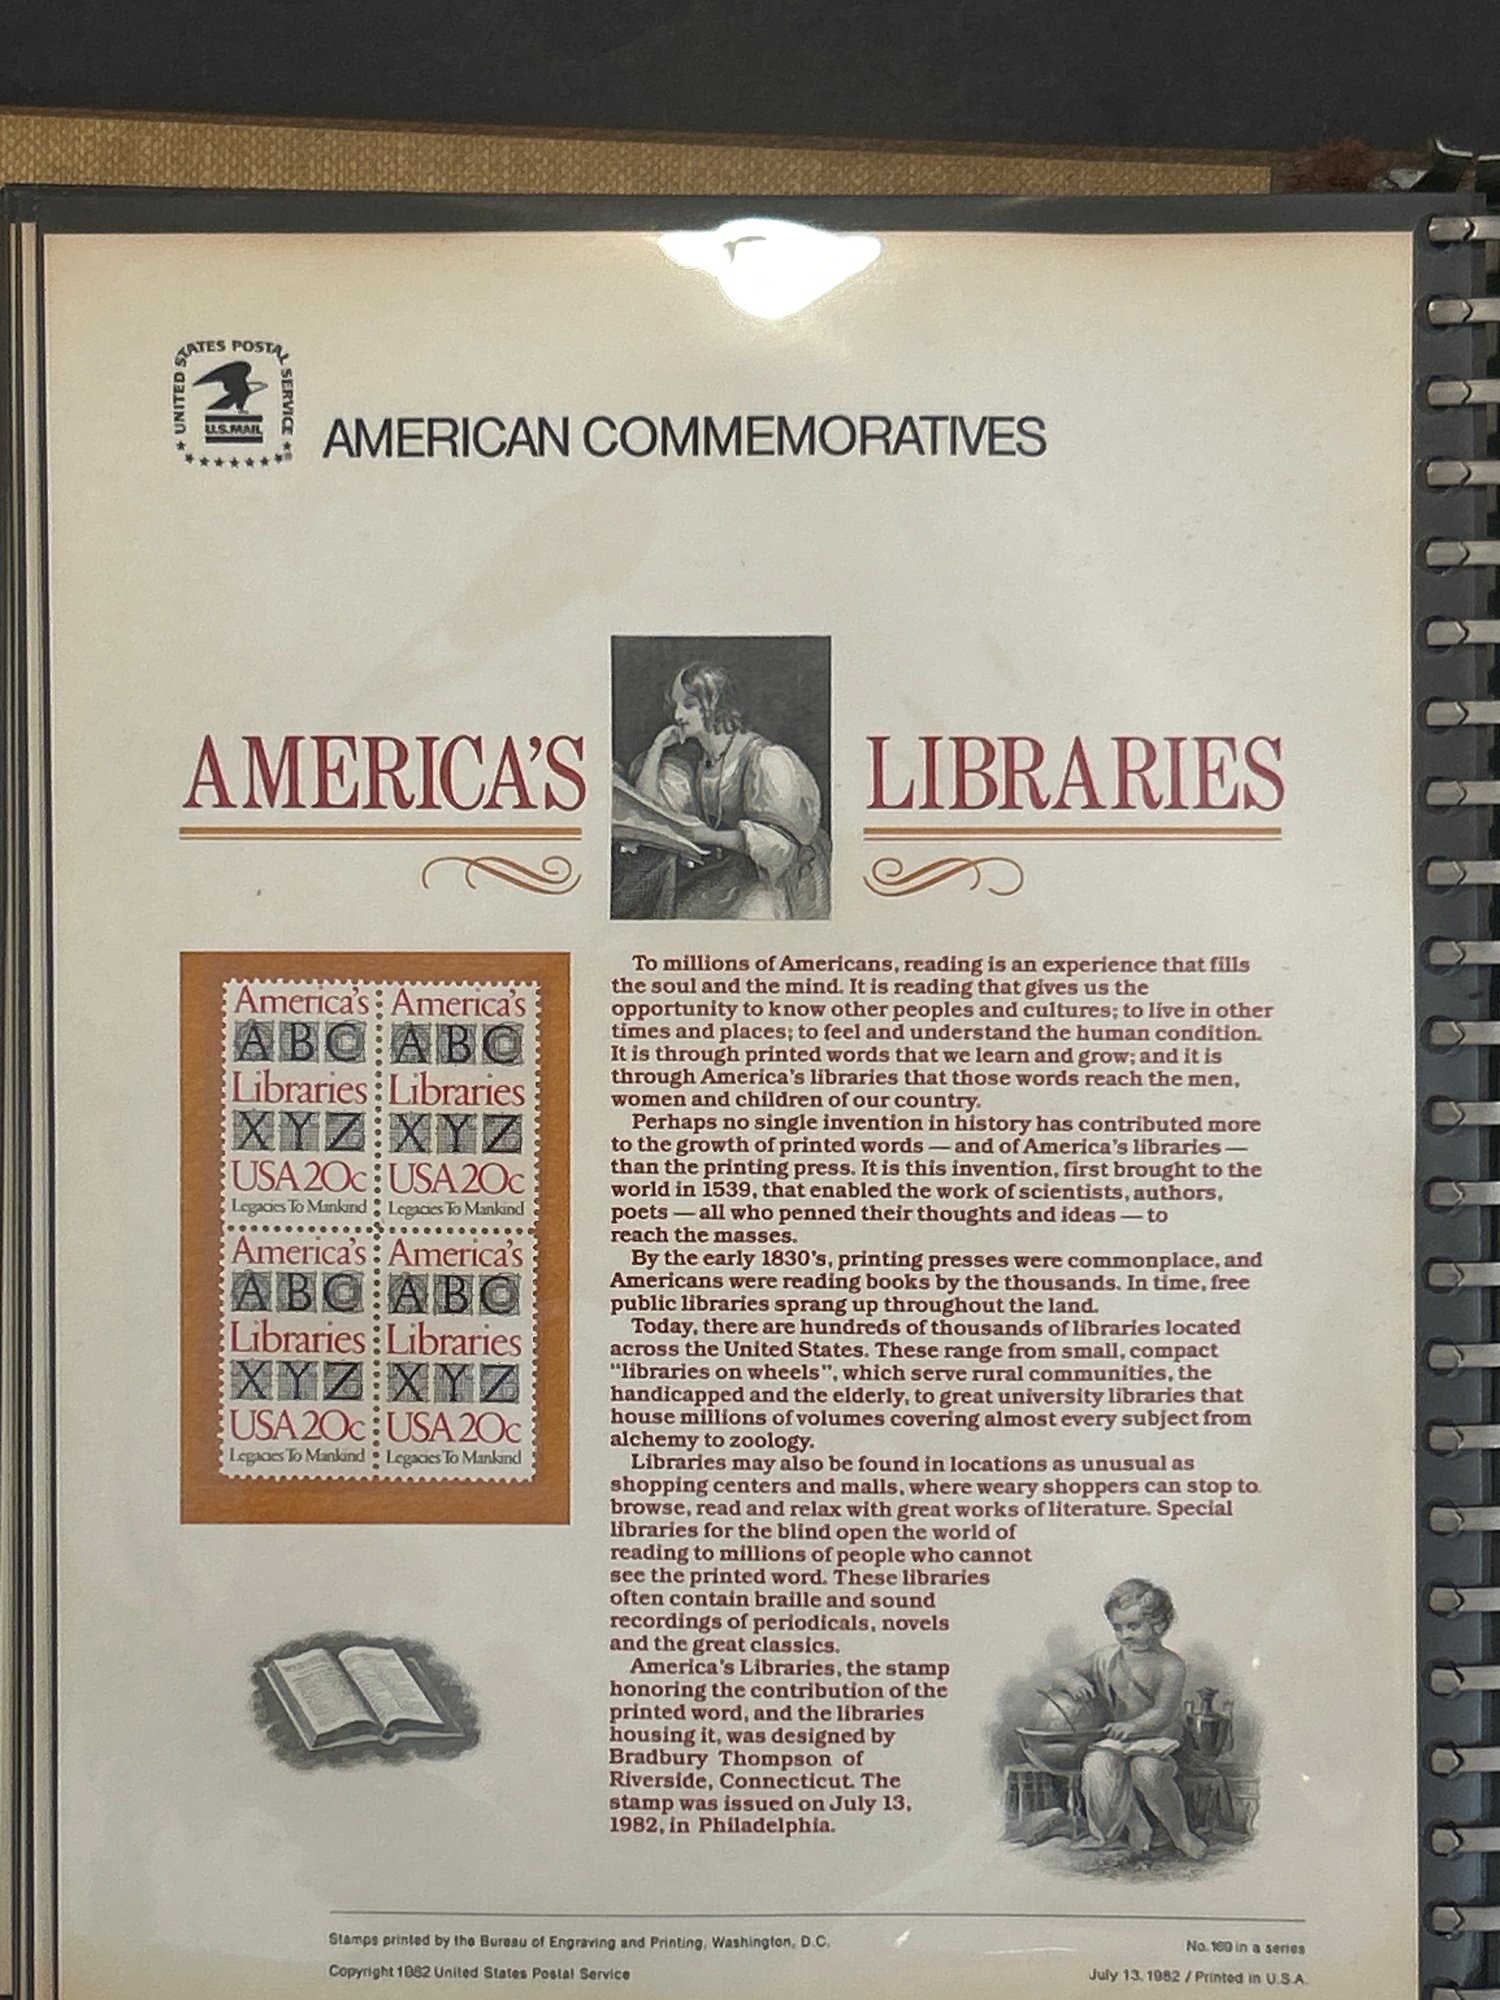 UNITED STATES POSTAL SERVICE
U.S.MAIL
AMERICAN COMMEMORATIVES
AMERICA'S LIBRARIES
America's America's
A B C A B C
Libraries Libraries
X Y Z X Y Z
USA 20c USA 20c
Legacies To Mankind Legacies To Mankind
America's America's
A B C A B C
Libraries Libraries
X Y Z X Y Z
USA 20c USA 20c
Legacies To Mankind Legacies To Mankind
To millions of Americans, reading is an experience that fills
the soul and the mind. It is reading that gives us the
opportunity to know other peoples and cultures; to live in other
times and places; to feel and understand the human condition.
It is through printed words that we learn and grow; and it is
through America's libraries that those words reach the men,
women and children of our country.
Perhaps no single invention in history has contributed more
to the growth of printed words — and of America's libraries —
than the printing press. It is this invention, first brought to the
world in 1539, that enabled the work of scientists, authors,
poets — all who penned their thoughts and ideas — to
reach the masses.
By the early 1830's, printing presses were commonplace, and
Americans were reading books by the thousands. In time, free
public libraries sprang up throughout the land.
Today, there are hundreds of thousands of libraries located
across the United States. These range from small, compact
"libraries on wheels", which serve rural communities, the
handicapped and the elderly, to great university libraries that
house millions of volumes covering almost every subject from
alchemy to zoology.
Libraries may also be found in locations as unusual as
shopping centers and malls, where weary shoppers can stop to
browse, read and relax with great works of literature. Special
libraries for the blind open the world of
reading to millions of people who cannot
see the printed word. These libraries
often contain braille and sound
recordings of periodicals, novels
and the great classics.
America's Libraries, the stamp
honoring the contribution of the
printed word, and the libraries
housing it, was designed by
Bradbury Thompson of
Riverside, Connecticut. The
stamp was issued on July 13,
1982, in Philadelphia.
Stamps printed by the Bureau of Engraving and Printing, Washington, D.C.
Copyright 1982 United States Postal Service
No. 169 in a series
July 13, 1982 / Printed in U.S.A.